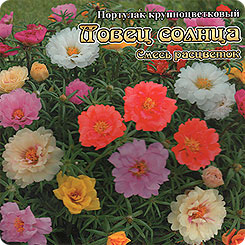 Портулак крупноцветковый
Ловец солнца
Смесь расцветок